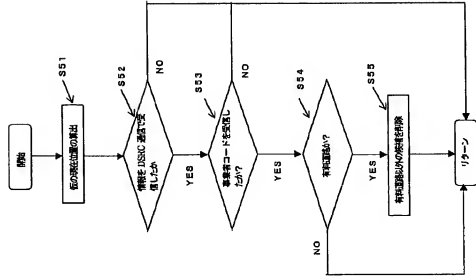 開始
S51
仮の現在位置の算出
S52
情報をDSRC通信で受
信したか
NO
YES
S53
事業者コードを受信し
たか?
NO
YES
S54
有料道路か?
NO
YES
S55
有料道路以外の候補を削除
リターン